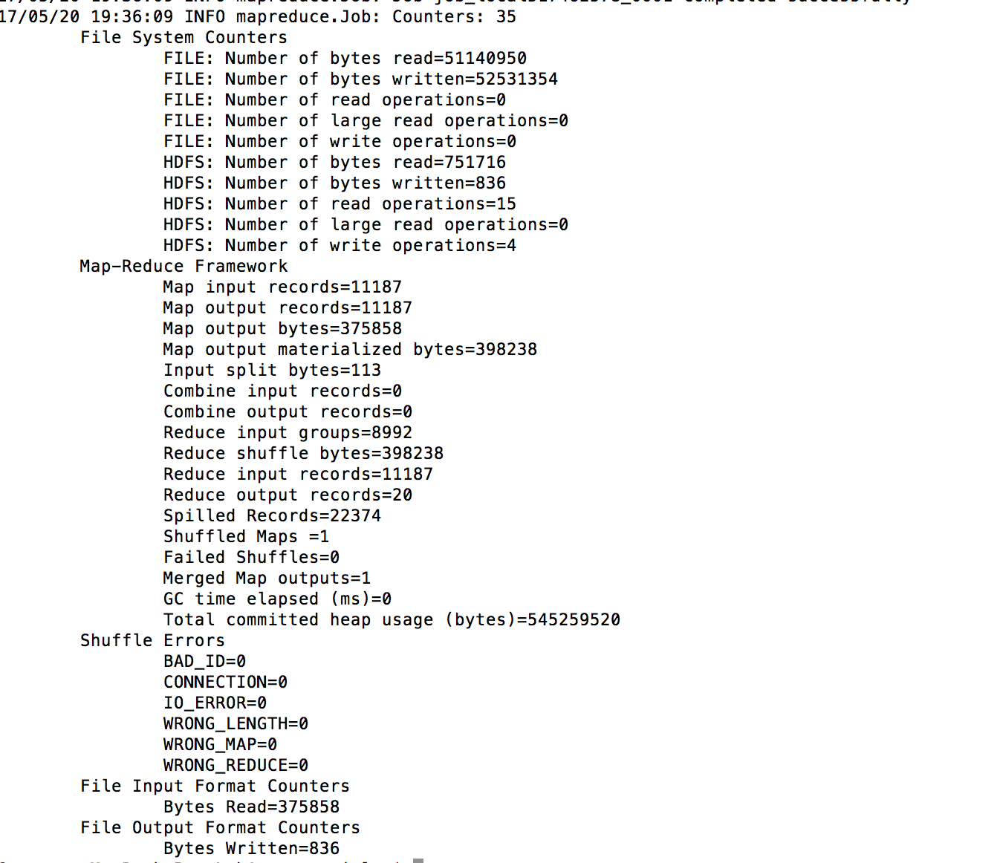 17/05/20 19:36:09 INFO mapreduce.Job: Counters: 35
File System Counters
FILE: Number of bytes read=51140950
FILE: Number of bytes written=52531354
FILE: Number of read operations=0
FILE: Number of large read operations=0
FILE: Number of write operations=0
HDFS: Number of bytes read=751716
HDFS: Number of bytes written=836
HDFS: Number of read operations=15
HDFS: Number of large read operations=0
HDFS: Number of write operations=4
Map-Reduce Framework
Map input records=11187
Map output records=11187
Map output bytes=375858
Map output materialized bytes=398238
Input split bytes=113
Combine input records=0
Combine output records=0
Reduce input groups=8992
Reduce shuffle bytes=398238
Reduce input records=11187
Reduce output records=20
Spilled Records=22374
Shuffled Maps =1
Failed Shuffles=0
Merged Map outputs=1
GC time elapsed (ms)=0
Total committed heap usage (bytes)=545259520
Shuffle Errors
BAD_ID=0
CONNECTION=0
IO_ERROR=0
WRONG_LENGTH=0
WRONG_MAP=0
WRONG_REDUCE=0
File Input Format Counters
Bytes Read=375858
File Output Format Counters
Bytes Written=836